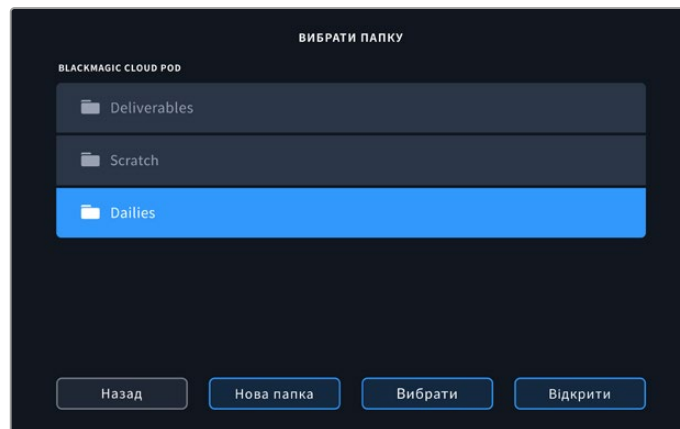 ВИБРАТИ ПАПКУ
BLACKMAGIC CLOUD POD
Deliverables
Scratch
Dailies
Назад
Нова папка
Вибрати
Відкрити